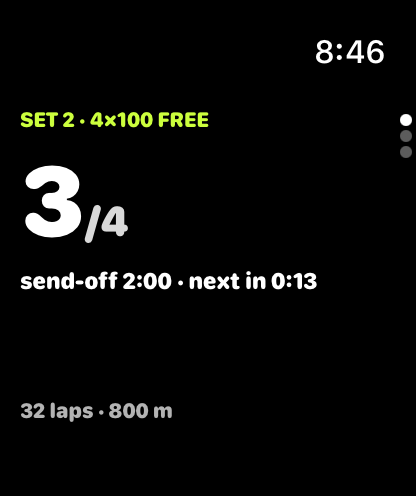 8:46
SET 2 · 4×100 FREE
3/4
send-off 2:00 · next in 0:13
32 laps · 800 m